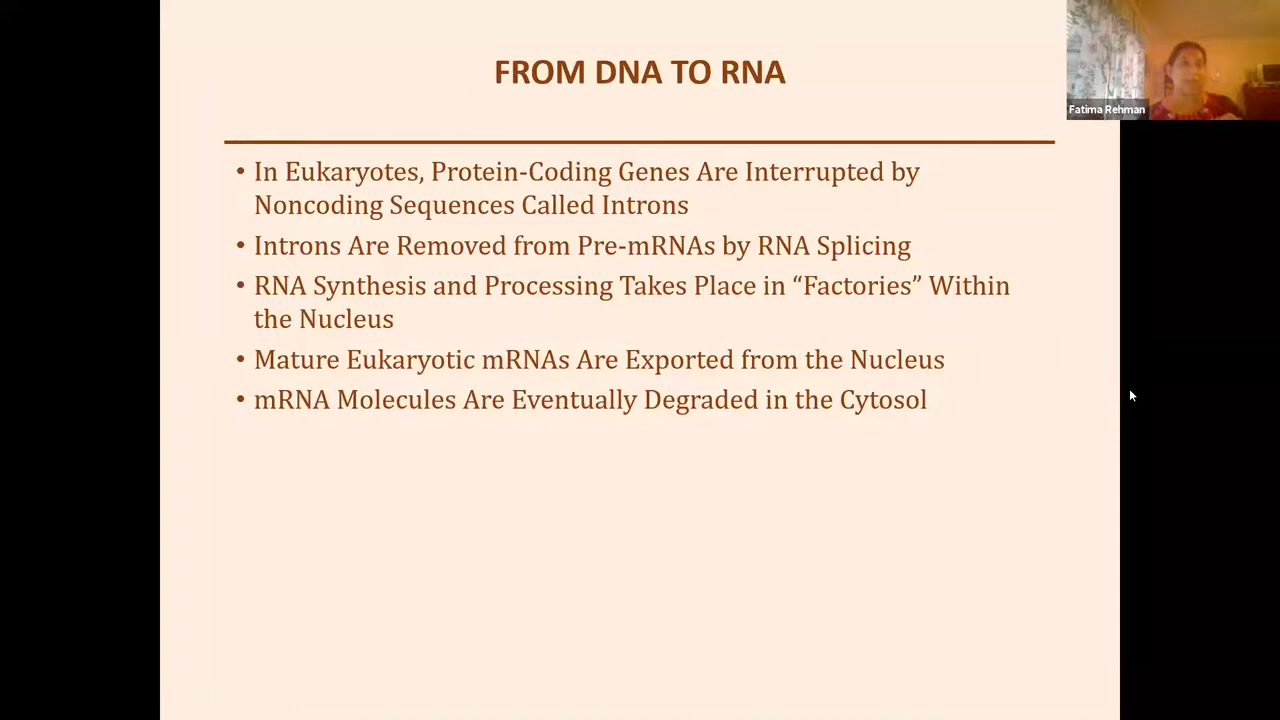 FROM DNA TO RNA
Fatima Rehman
• In Eukaryotes, Protein-Coding Genes Are Interrupted by
Noncoding Sequences Called Introns
• Introns Are Removed from Pre-mRNAs by RNA Splicing
• RNA Synthesis and Processing Takes Place in “Factories” Within
the Nucleus
• Mature Eukaryotic mRNAs Are Exported from the Nucleus
• mRNA Molecules Are Eventually Degraded in the Cytosol